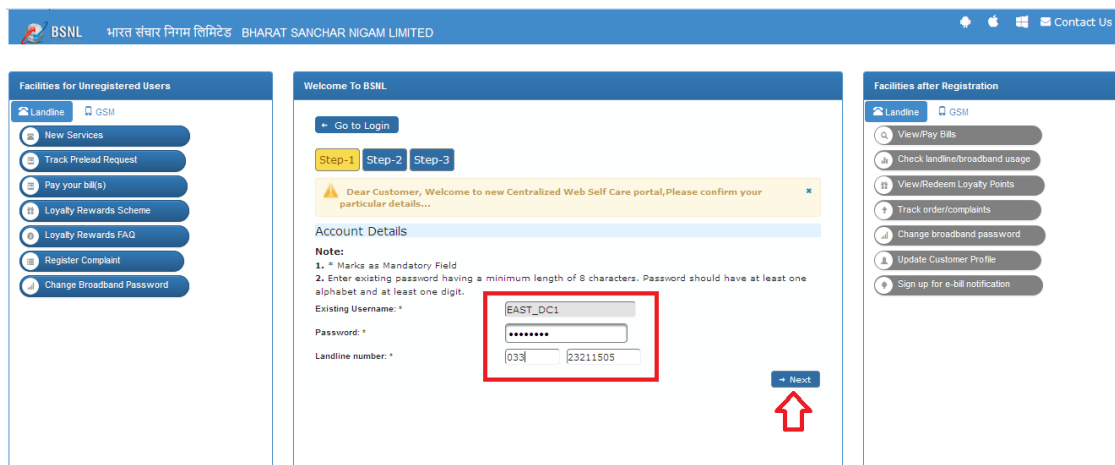 BSNL भारत संचार निगम लिमिटेड BHARAT SANCHAR NIGAM LIMITED
Contact Us
Facilities for Unregistered Users
Landline GSM
New Services
Track Prelead Request
Pay your bill(s)
Loyalty Rewards Scheme
Loyalty Rewards FAQ
Register Complaint
Change Broadband Password
Welcome To BSNL
Go to Login
Step-1 Step-2 Step-3
Dear Customer, Welcome to new Centralized Web Self Care portal,Please confirm your
particular details...
Account Details
Note:
1. * Marks as Mandatory Field
2. Enter existing password having a minimum length of 8 characters. Password should have at least one
alphabet and at least one digit.
Existing Username: * EAST_DC1
Password: * ••••••••
Landline number: * 033 23211505
Next
Facilities after Registration
Landline GSM
View/Pay Bills
Check landline/broadband usage
View/Redeem Loyalty Points
Track order/complaints
Change broadband password
Update Customer Profile
Sign up for e-bill notification